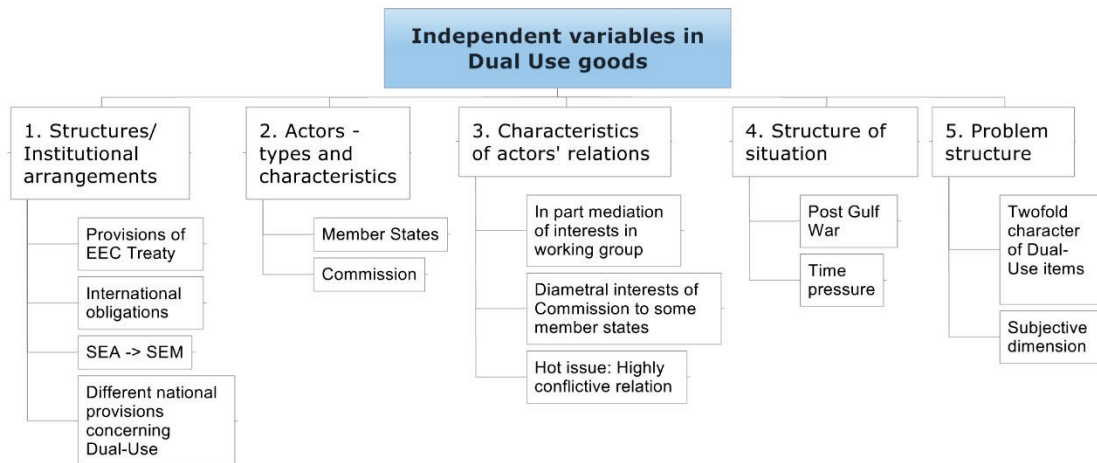 Independent variables in
Dual Use goods
1. Structures/
Institutional
arrangements
Provisions of
EEC Treaty
International
obligations
SEA -> SEM
Different national
provisions
concerning
Dual-Use
2. Actors -
types and
characteristics
Member States
Commission
3. Characteristics
of actors' relations
In part mediation
of interests in
working group
Diametral interests of
Commission to some
member states
Hot issue: Highly
conflictive relation
4. Structure of
situation
Post Gulf
War
Time
pressure
5. Problem
structure
Twofold
character
of Dual-
Use items
Subjective
dimension